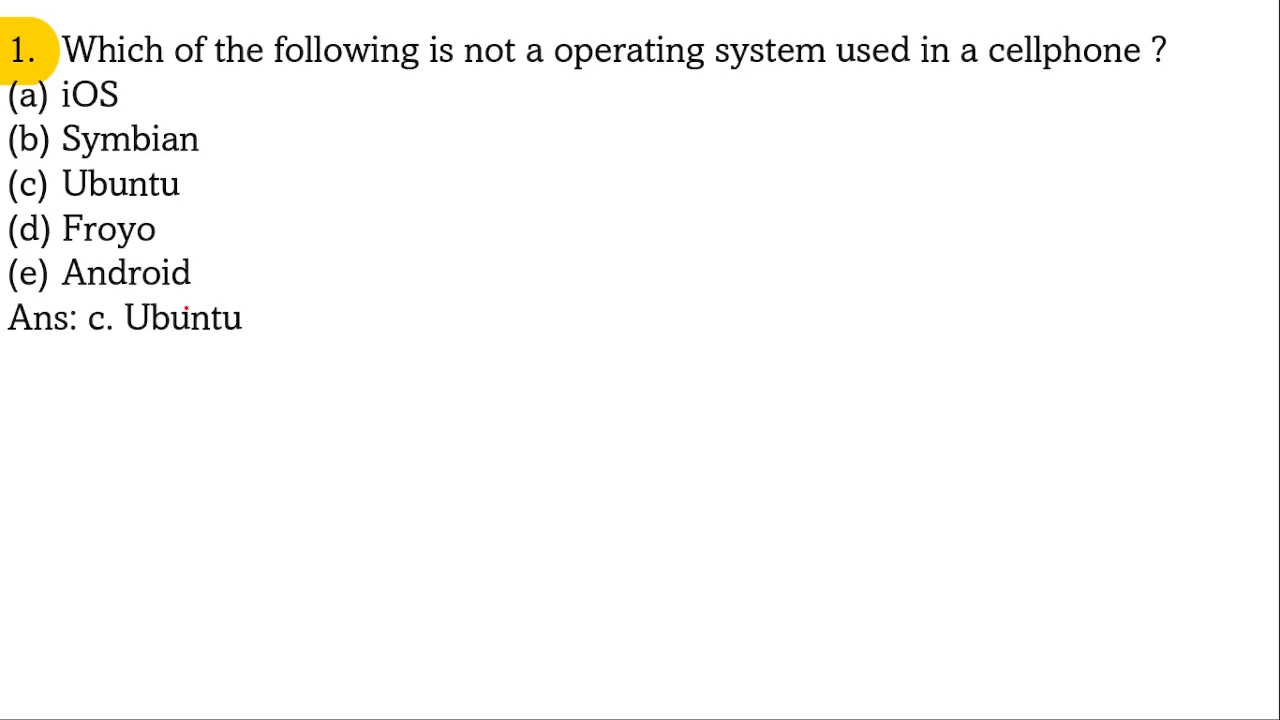 1. Which of the following is not a operating system used in a cellphone ?
(a) iOS
(b) Symbian
(c) Ubuntu
(d) Froyo
(e) Android
Ans: c. Ubuntu